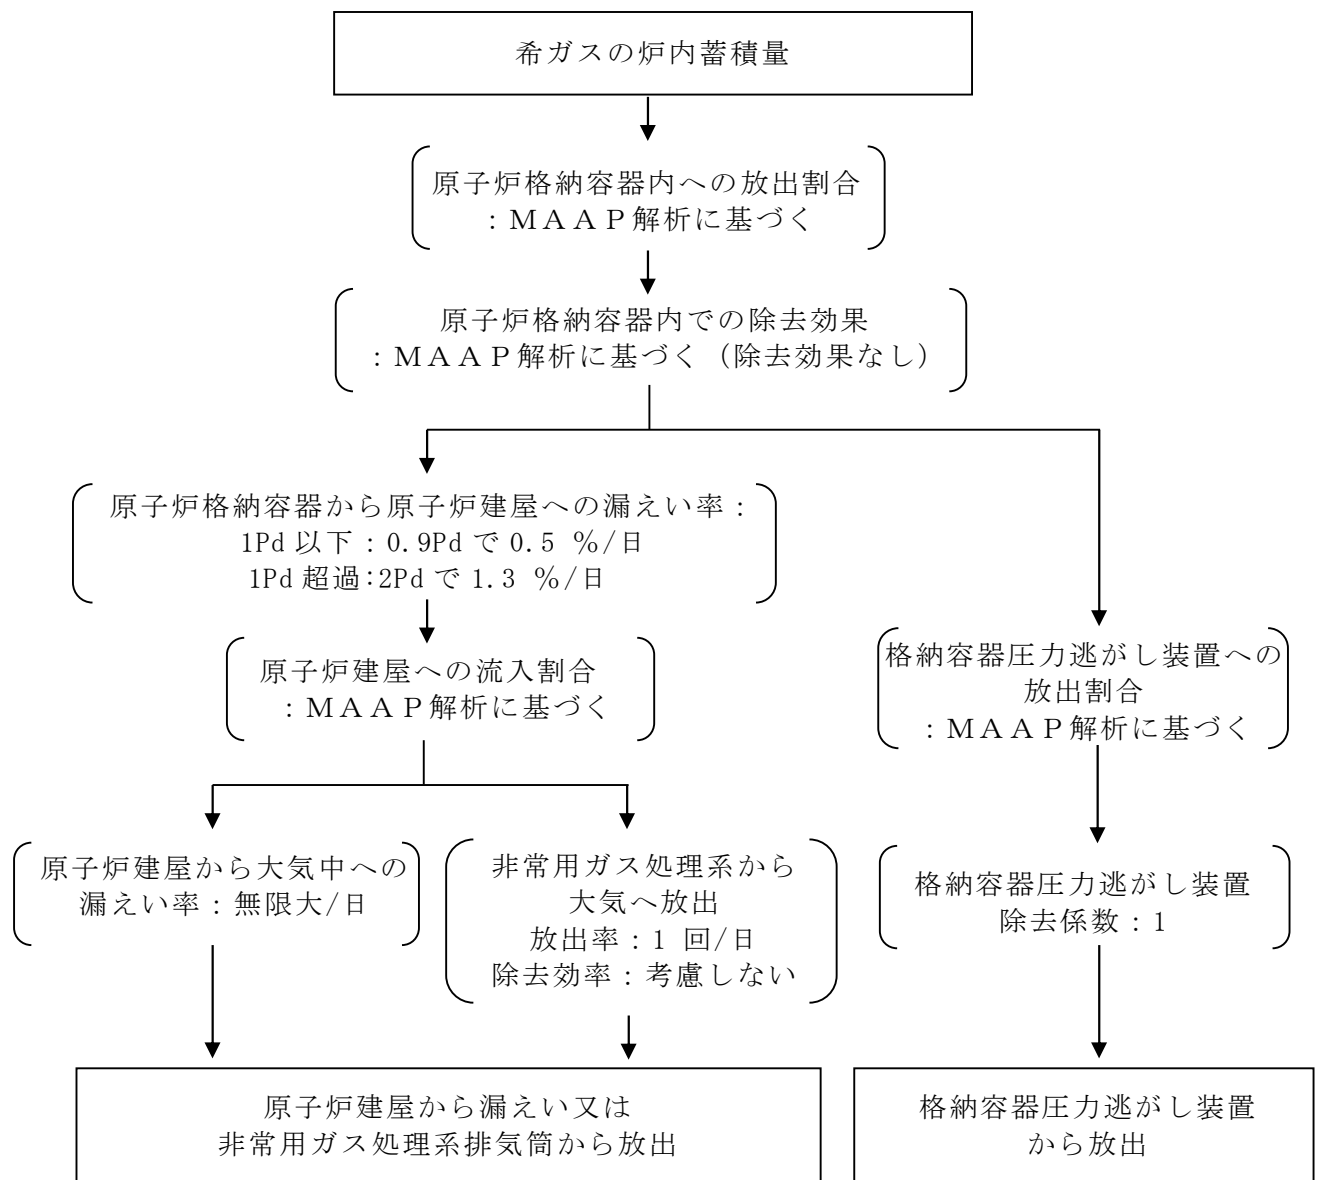 希ガスの炉内蓄積量
原子炉格納容器内への放出割合
：ＭＡＡＰ解析に基づく
原子炉格納容器内での除去効果
：ＭＡＡＰ解析に基づく（除去効果なし）
原子炉格納容器から原子炉建屋への漏えい率：
1Pd 以下：0.9Pd で 0.5 %/日
1Pd 超過:2Pd で 1.3 %/日
原子炉建屋への流入割合
：ＭＡＡＰ解析に基づく
格納容器圧力逃がし装置への
放出割合
：ＭＡＡＰ解析に基づく
原子炉建屋から大気中への
漏えい率：無限大/日
非常用ガス処理系から
大気へ放出
放出率：1 回/日
除去効率：考慮しない
格納容器圧力逃がし装置
除去係数：1
原子炉建屋から漏えい又は
非常用ガス処理系排気筒から放出
格納容器圧力逃がし装置
から放出